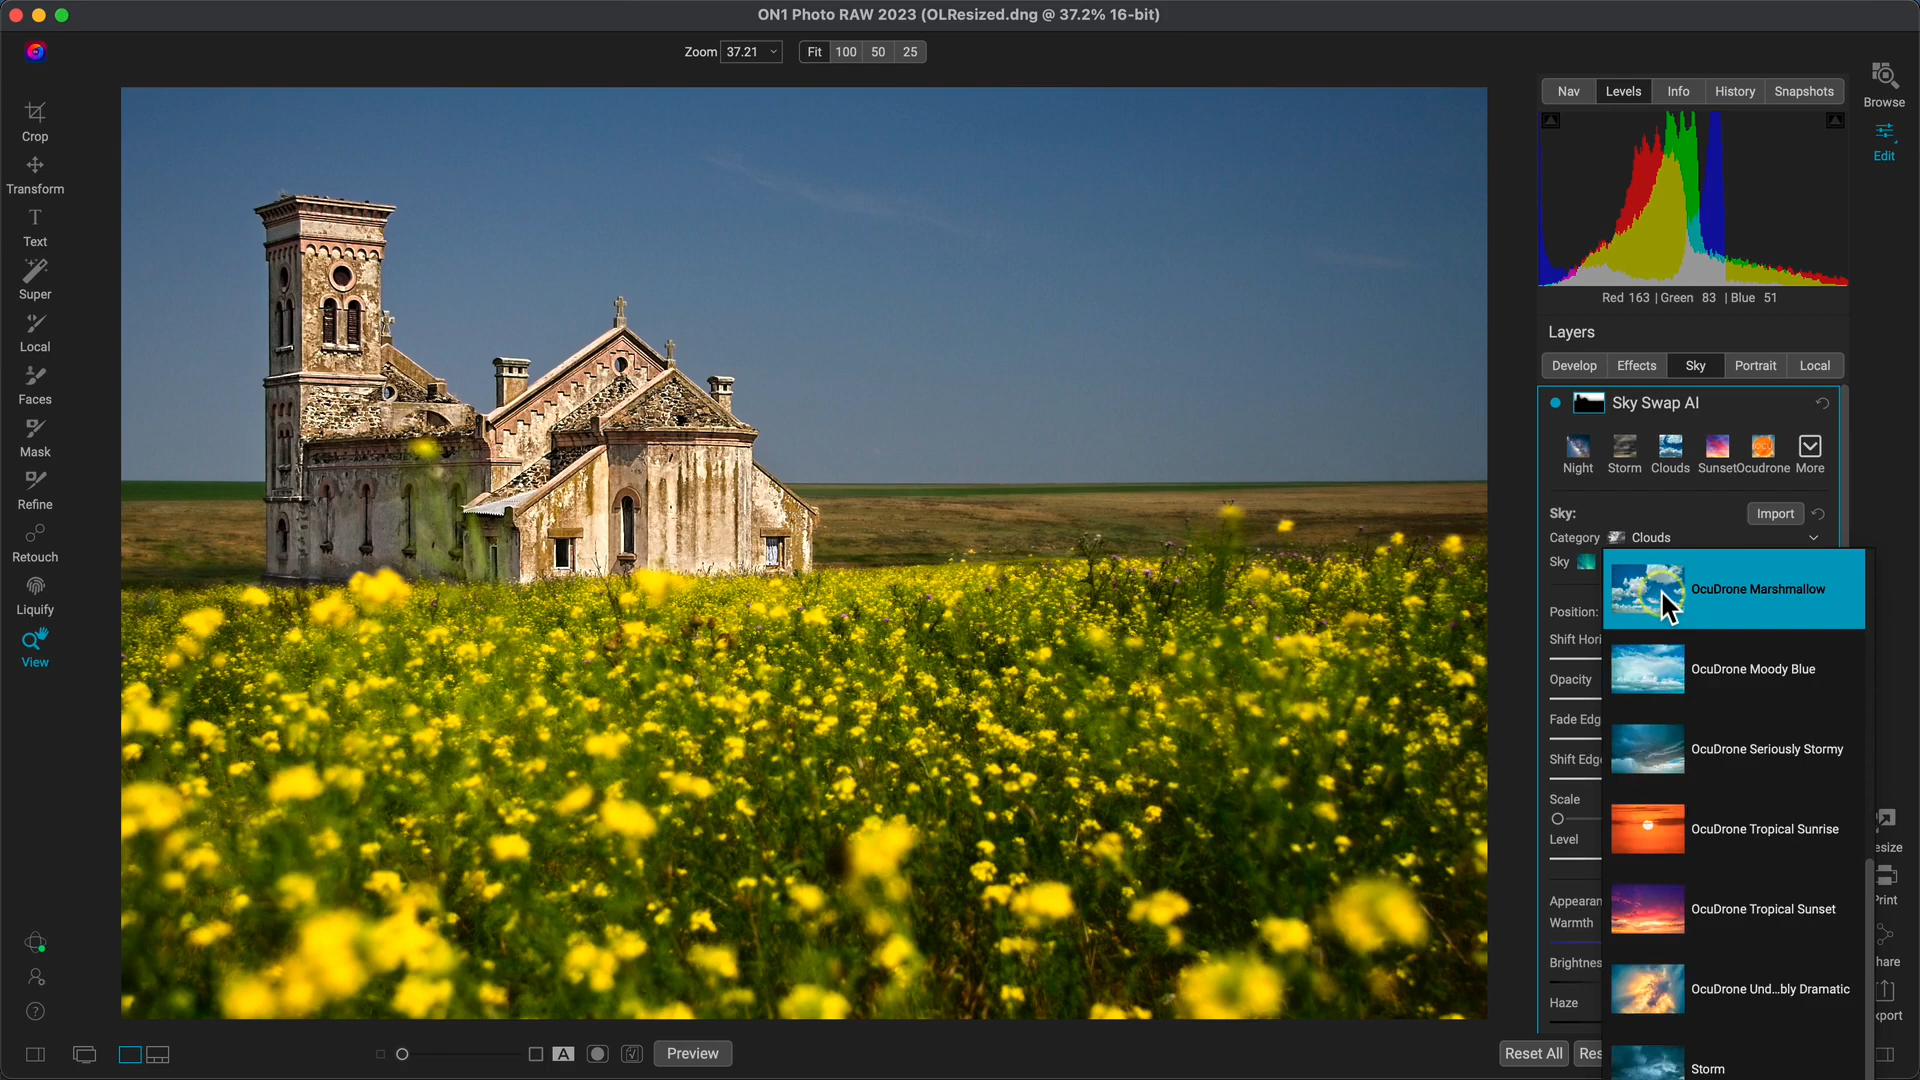 ON1 Photo RAW 2023 (OLResized.dng @ 37.2% 16-bit)
Zoom 37.21 Fit 100 50 25
Crop
Transform
Text
Super
Local
Faces
Mask
Refine
Retouch
Liquify
View
Nav Levels Info History Snapshots
Browse
Edit
Red 163 | Green 83 | Blue 51
Layers
Develop Effects Sky Portrait Local
Sky Swap AI
Night Storm Clouds Sunset Ocudrone More
Sky: Import
Category Clouds
Sky
OcuDrone Marshmallow
OcuDrone Moody Blue
OcuDrone Seriously Stormy
OcuDrone Tropical Sunrise
OcuDrone Tropical Sunset
OcuDrone Und...bly Dramatic
Storm
Position:
Shift Hori
Opacity
Fade Edg
Shift Edge
Scale
Level
Appearan
Warmth
Brightnes
Haze
esize
Print
hare
xport
A Preview
Reset All Res